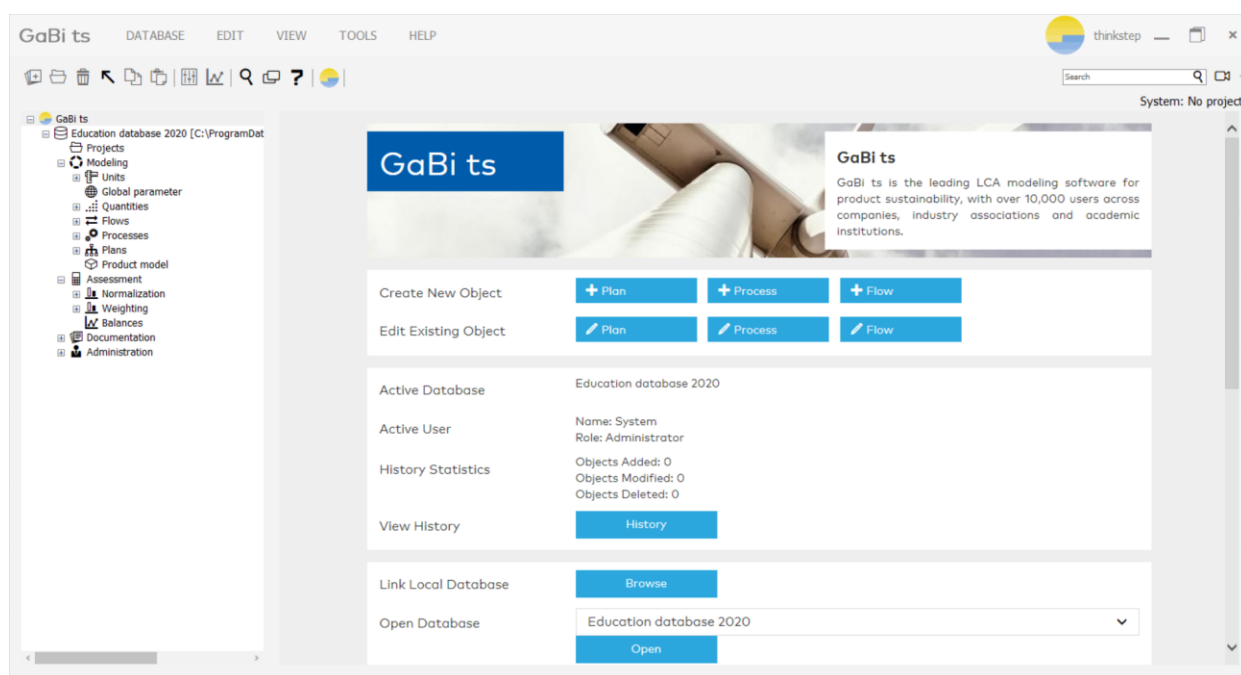 GaBi ts DATABASE EDIT VIEW TOOLS HELP thinkstep
Search
System: No project
GaBi ts
Education database 2020 [C:\ProgramDat
Projects
Modeling
Units
Global parameter
Quantities
Flows
Processes
Plans
Product model
Assessment
Normalization
Weighting
Balances
Documentation
Administration
GaBi ts
GaBi ts
GaBi ts is the leading LCA modeling software for
product sustainability, with over 10,000 users across
companies, industry associations and academic
institutions.
Create New Object
Plan
Process
Flow
Edit Existing Object
Plan
Process
Flow
Active Database
Education database 2020
Active User
Name: System
Role: Administrator
History Statistics
Objects Added: 0
Objects Modified: 0
Objects Deleted: 0
View History
History
Link Local Database
Browse
Open Database
Education database 2020
Open